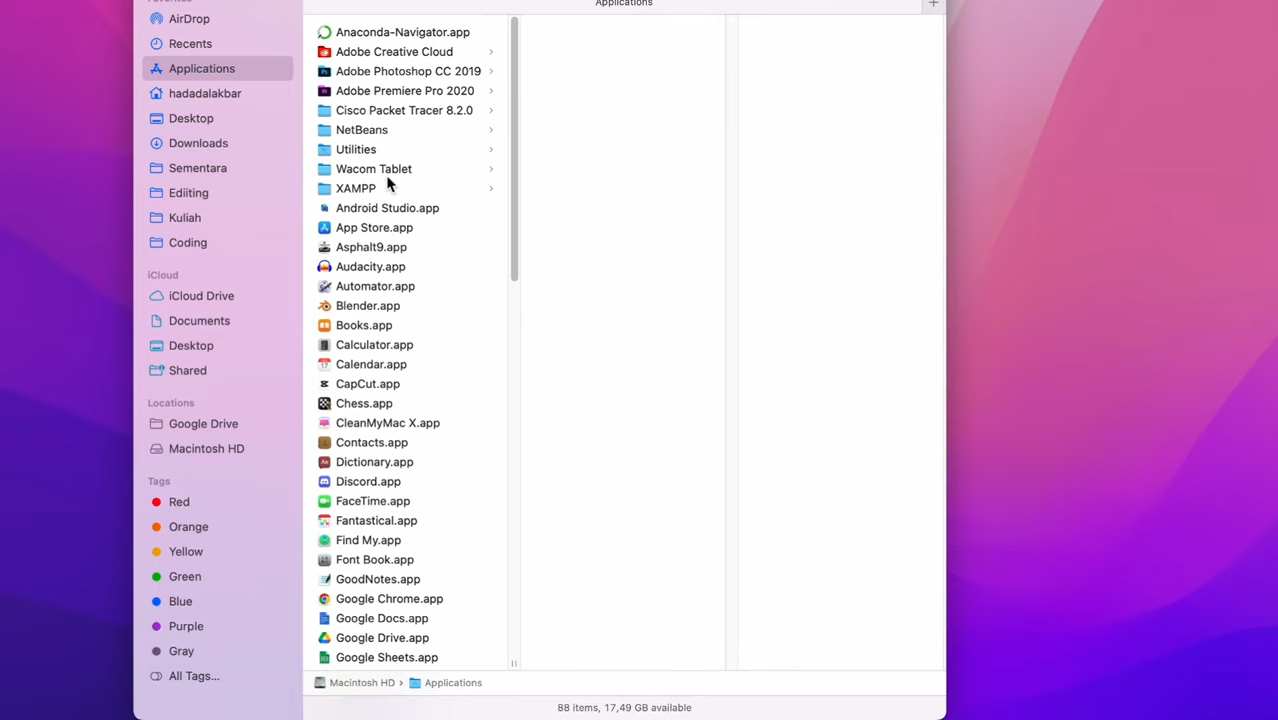 Applications
Favorites
AirDrop
Recents
Applications
hadadalakbar
Desktop
Downloads
Sementara
Ediiting
Kuliah
Coding
iCloud
iCloud Drive
Documents
Desktop
Shared
Locations
Google Drive
Macintosh HD
Tags
Red
Orange
Yellow
Green
Blue
Purple
Gray
All Tags...
Anaconda-Navigator.app
Adobe Creative Cloud
Adobe Photoshop CC 2019
Adobe Premiere Pro 2020
Cisco Packet Tracer 8.2.0
NetBeans
Utilities
Wacom Tablet
XAMPP
Android Studio.app
App Store.app
Asphalt9.app
Audacity.app
Automator.app
Blender.app
Books.app
Calculator.app
Calendar.app
CapCut.app
Chess.app
CleanMyMac X.app
Contacts.app
Dictionary.app
Discord.app
FaceTime.app
Fantastical.app
Find My.app
Font Book.app
GoodNotes.app
Google Chrome.app
Google Docs.app
Google Drive.app
Google Sheets.app
Macintosh HD › Applications
88 items, 17,49 GB available